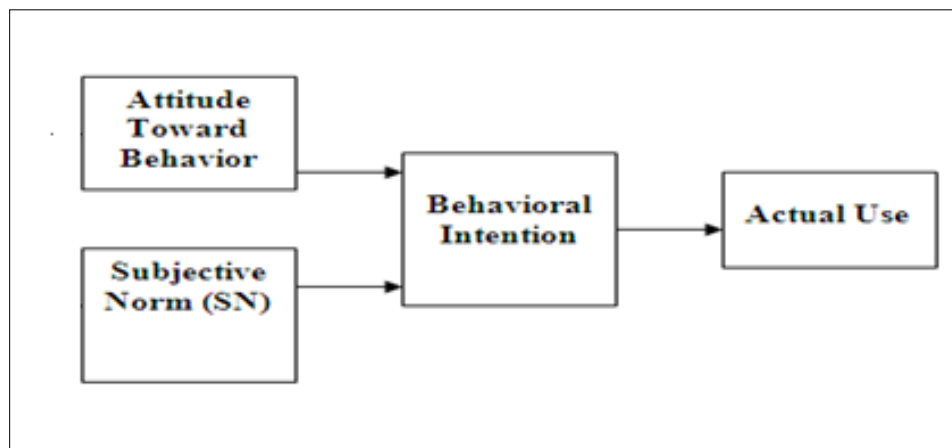 Attitude
Toward
Behavior
Subjective
Norm (SN)
Behavioral
Intention
Actual Use